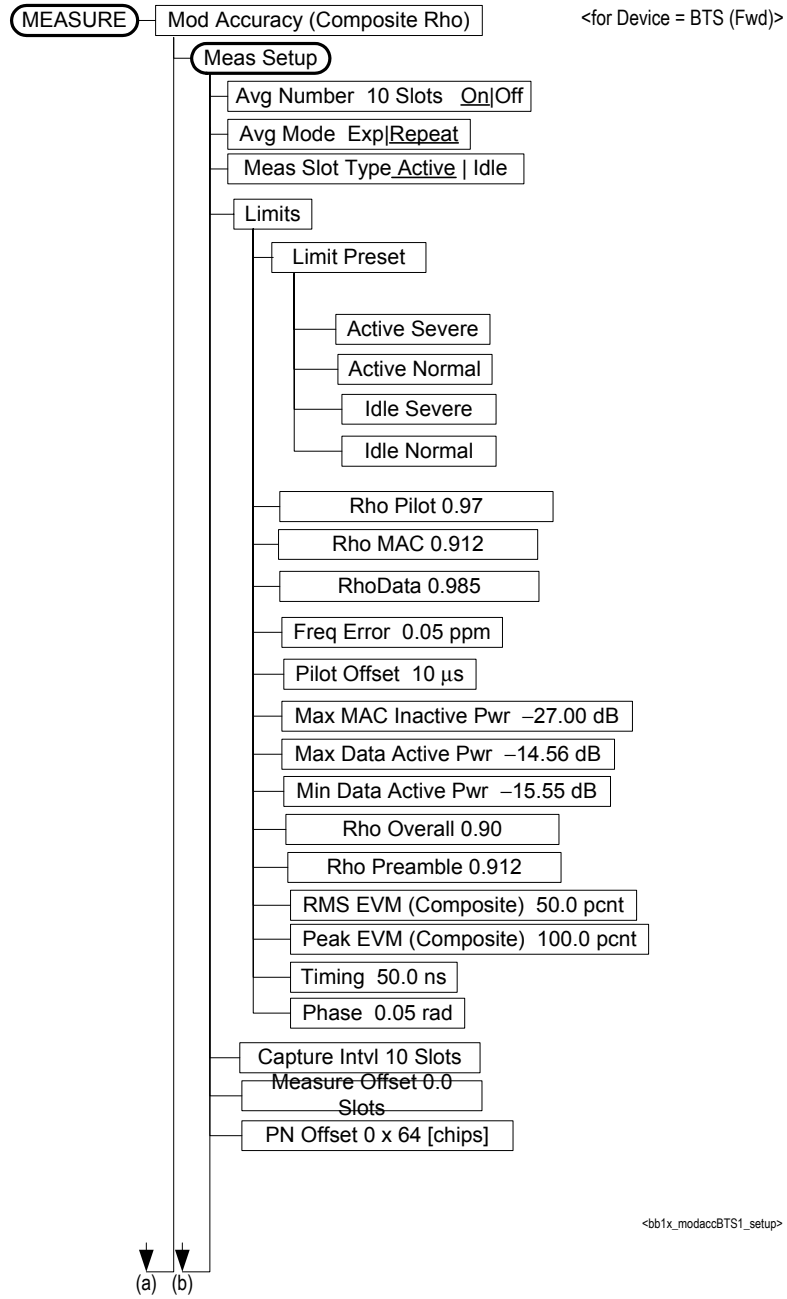 MEASURE
Mod Accuracy (Composite Rho)
<for Device = BTS (Fwd)>
Meas Setup
Avg Number 10 Slots On|Off
Avg Mode Exp|Repeat
Meas Slot Type Active | Idle
Limits
Limit Preset
Active Severe
Active Normal
Idle Severe
Idle Normal
Rho Pilot 0.97
Rho MAC 0.912
RhoData 0.985
Freq Error 0.05 ppm
Pilot Offset 10 μs
Max MAC Inactive Pwr −27.00 dB
Max Data Active Pwr −14.56 dB
Min Data Active Pwr −15.55 dB
Rho Overall 0.90
Rho Preamble 0.912
RMS EVM (Composite) 50.0 pcnt
Peak EVM (Composite) 100.0 pcnt
Timing 50.0 ns
Phase 0.05 rad
Capture Intvl 10 Slots
Measure Offset 0.0
Slots
PN Offset 0 x 64 [chips]
<bb1x_modaccBTS1_setup>
(a) (b)